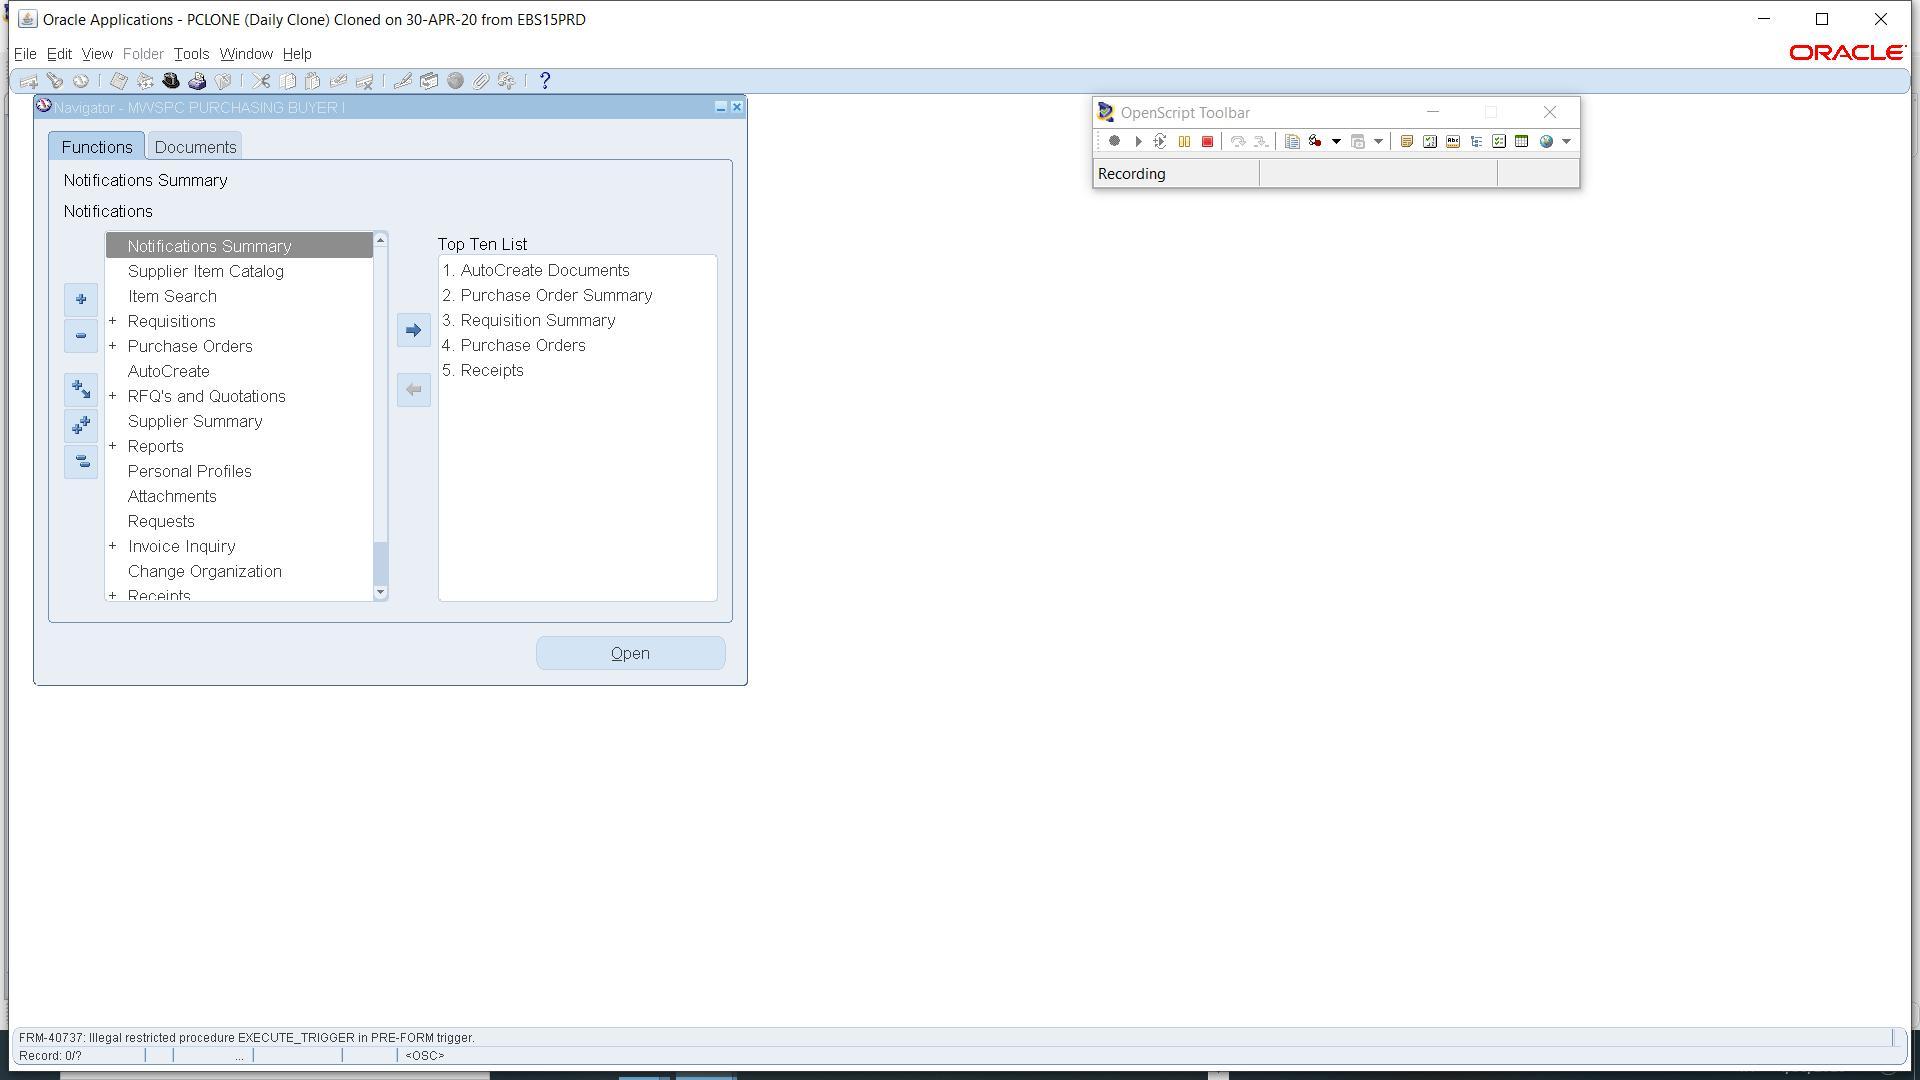 Oracle Applications - PCLONE (Daily Clone) Cloned on 30-APR-20 from EBS15PRD
File Edit View Folder Tools Window Help
ORACLE
Navigator - MWSPC PURCHASING BUYER I
Functions Documents
Notifications Summary
Notifications
Notifications Summary
Supplier Item Catalog
Item Search
+ Requisitions
+ Purchase Orders
AutoCreate
+ RFQ's and Quotations
Supplier Summary
+ Reports
Personal Profiles
Attachments
Requests
+ Invoice Inquiry
Change Organization
+ Receipts
Top Ten List
1. AutoCreate Documents
2. Purchase Order Summary
3. Requisition Summary
4. Purchase Orders
5. Receipts
Open
OpenScript Toolbar
Recording
FRM-40737: Illegal restricted procedure EXECUTE_TRIGGER in PRE-FORM trigger.
Record: 0/? ... <OSC>